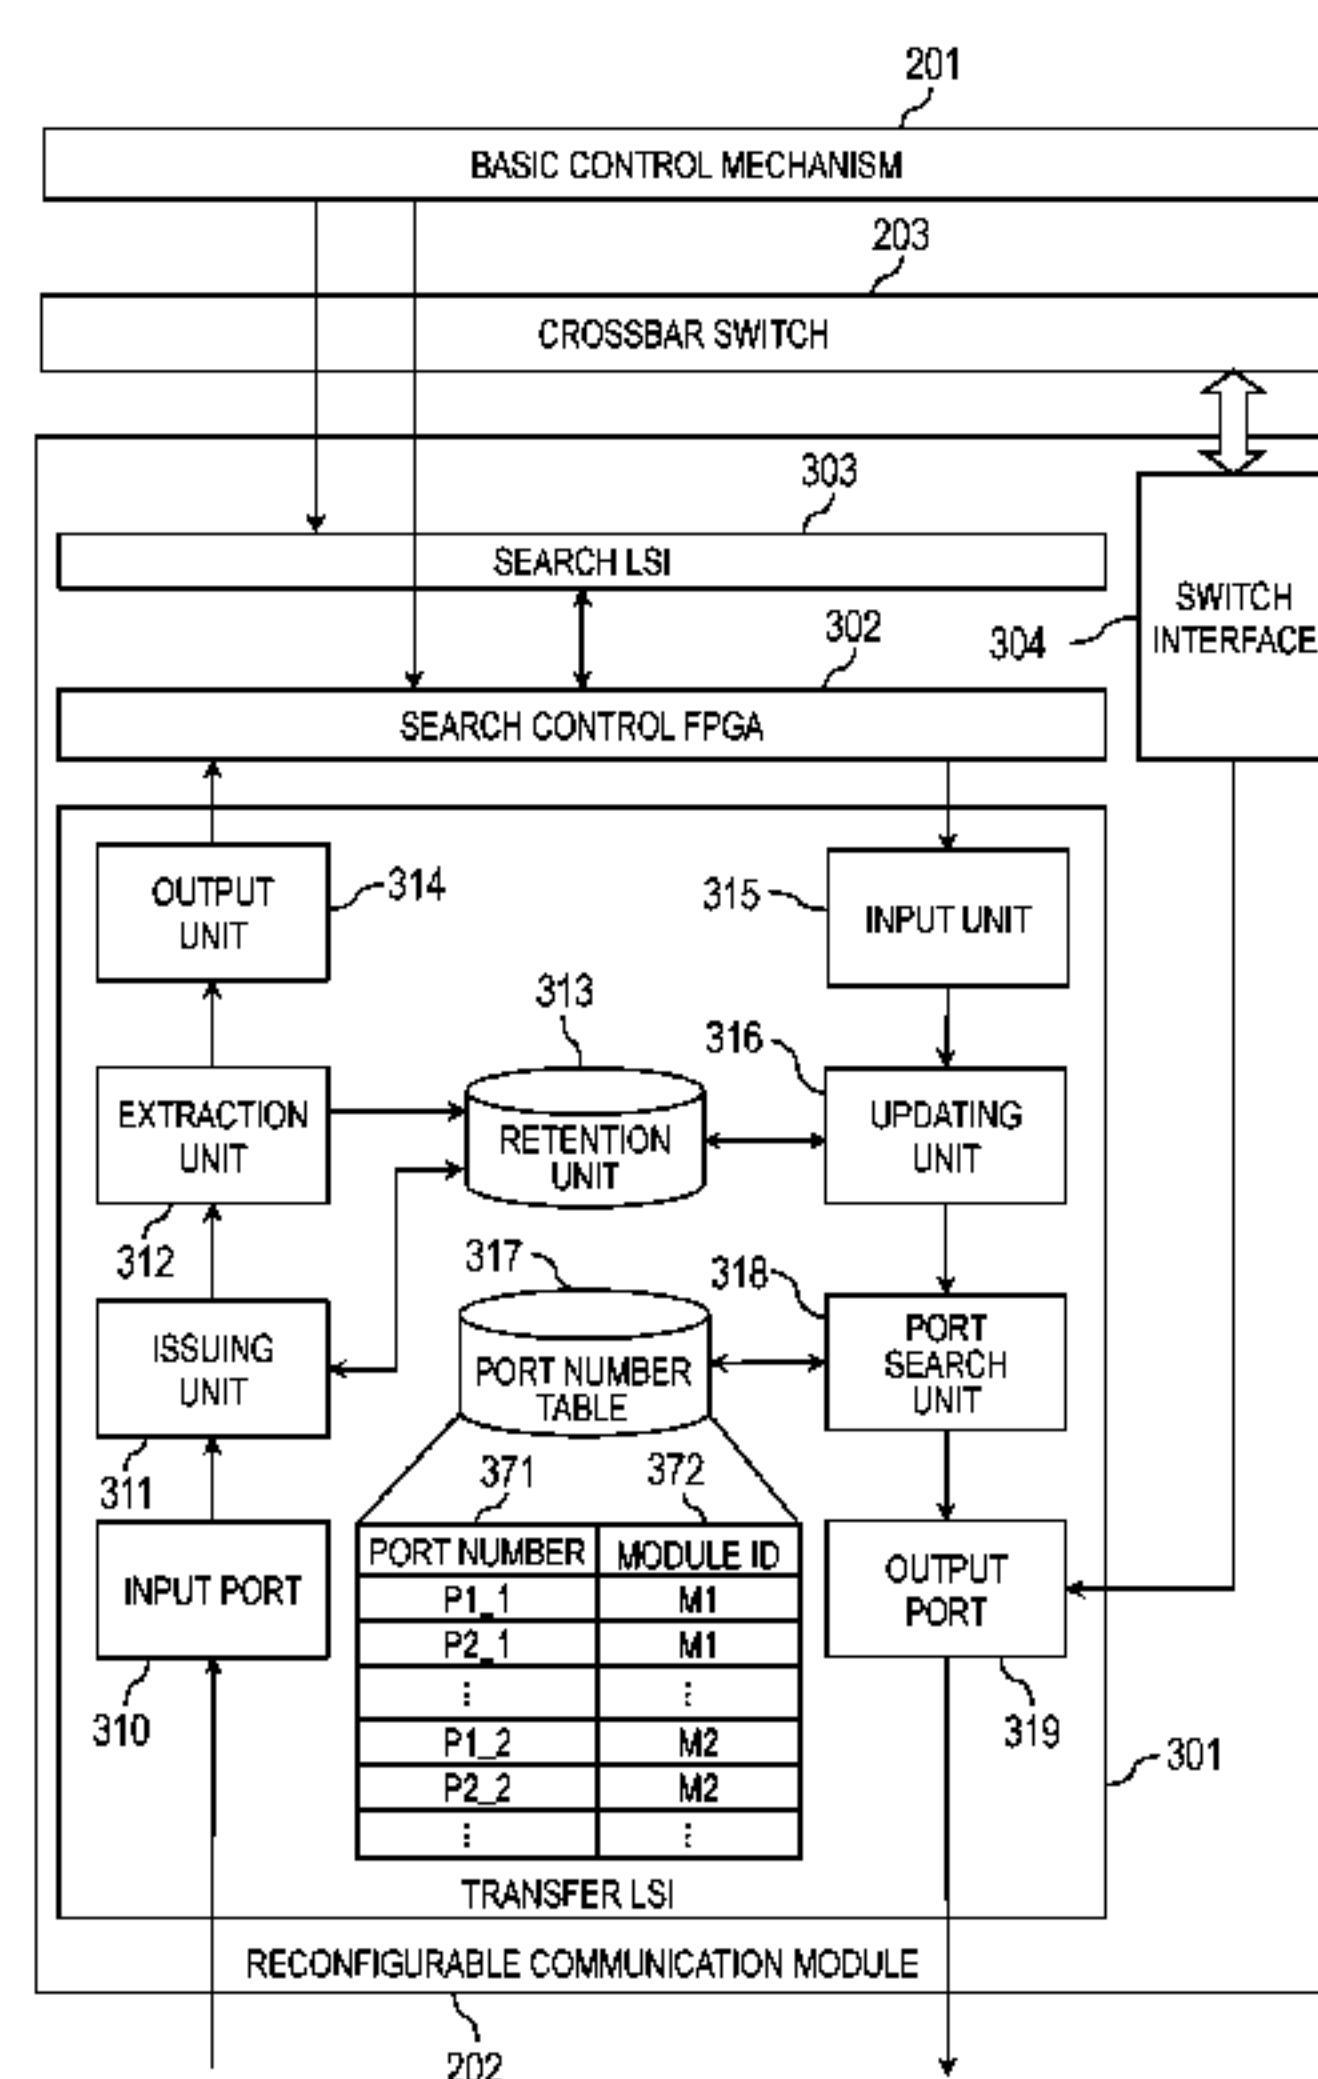 201
BASIC CONTROL MECHANISM
203
CROSSBAR SWITCH
303
SEARCH LSI
302
SEARCH CONTROL FPGA
304
SWITCH
INTERFACE
OUTPUT
UNIT
314
315
INPUT UNIT
313
316
EXTRACTION
UNIT
RETENTION
UNIT
UPDATING
UNIT
312
317
318
ISSUING
UNIT
PORT NUMBER
TABLE
PORT
SEARCH
UNIT
311
371
372
INPUT PORT
PORT NUMBER MODULE ID
P1_1 M1
P2_1 M1
⋮ ⋮
P1_2 M2
P2_2 M2
⋮ ⋮
OUTPUT
PORT
310
319
301
TRANSFER LSI
RECONFIGURABLE COMMUNICATION MODULE
202